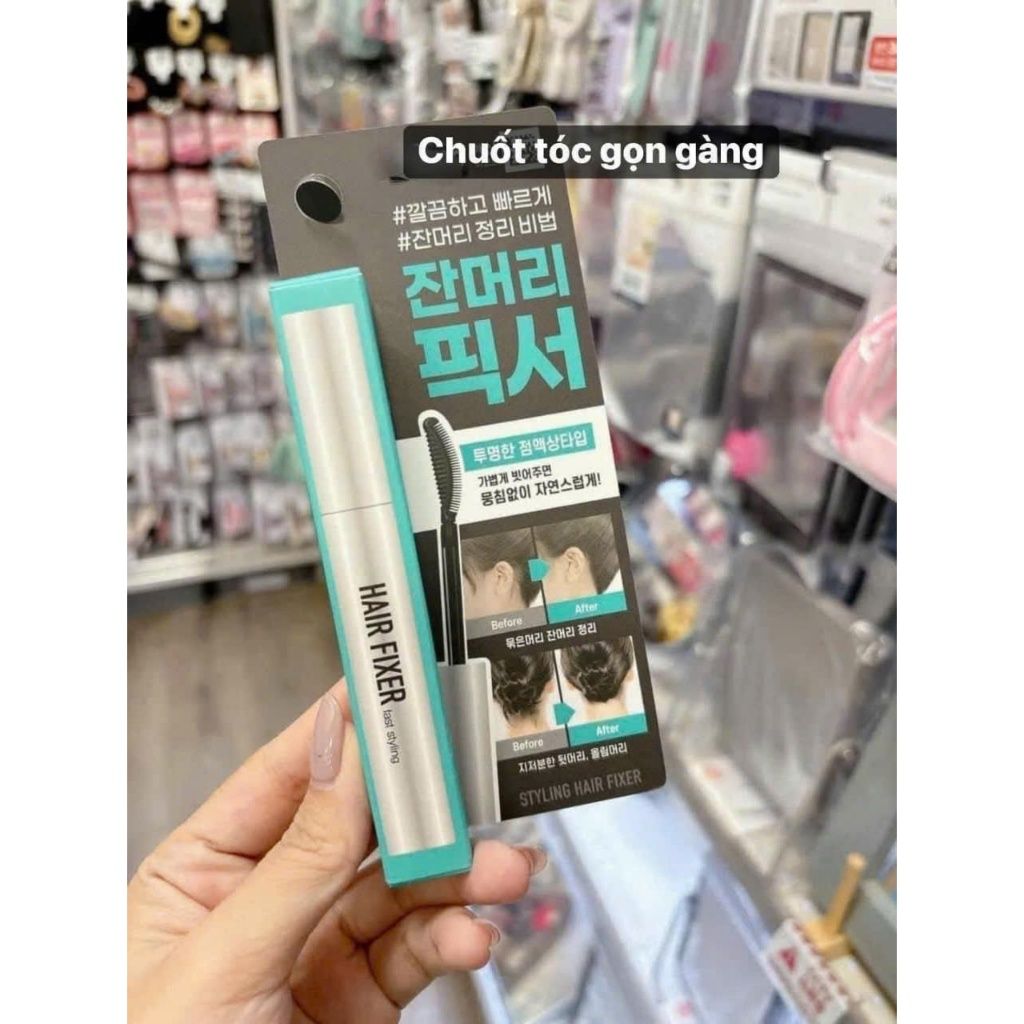 Chuốt tóc gọn gàng
#깔끔하고 빠르게
#잔머리 정리 비법
잔머리
픽서
투명한 점액상타입
가볍게 빗어주면
뭉침없이 자연스럽게!
Before
After
묶은머리 잔머리 정리
Before
After
지저분한 뒷머리, 올림머리
STYLING HAIR FIXER
HAIR FIXER
fast styling